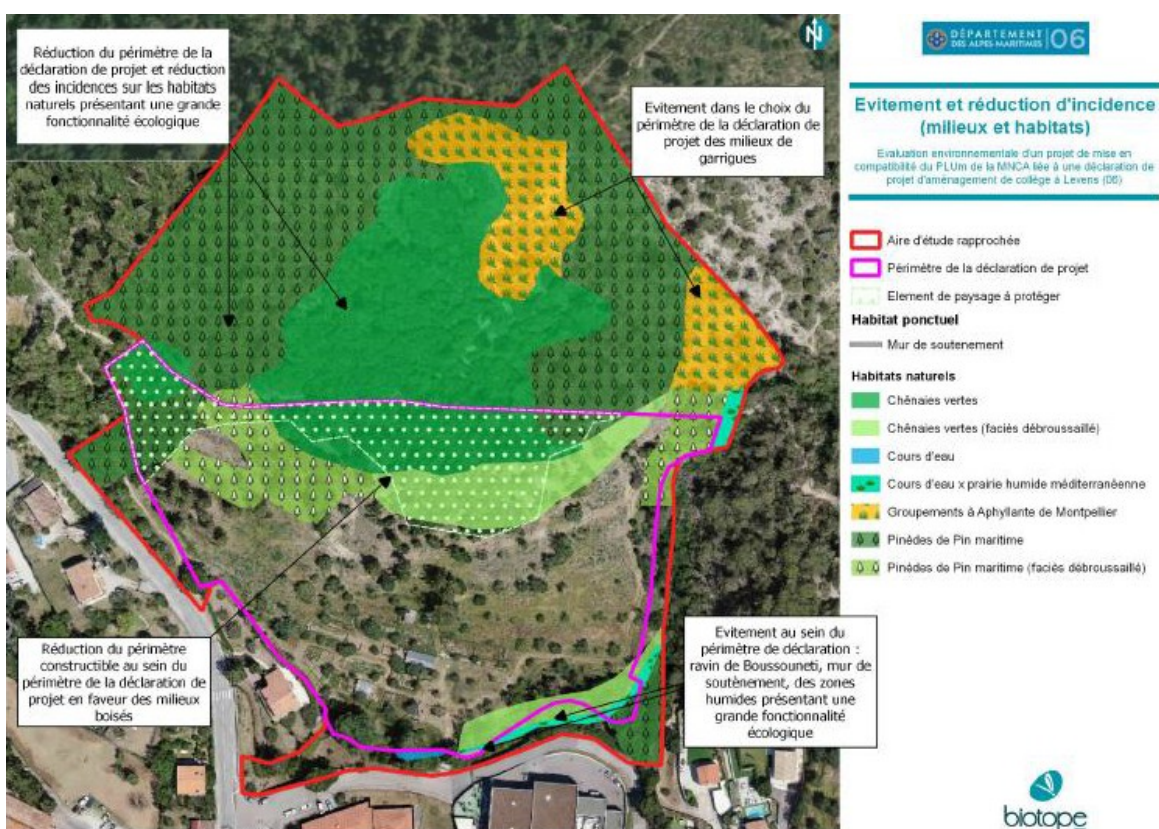 Réduction du périmètre de la
déclaration de projet et réduction
des incidences sur les habitats
naturels présentant une grande
fonctionnalité écologique
Evitement dans le choix du
périmètre de la déclaration de
projet des milieux de
garrigues
Réduction du périmètre
constructible au sein du
périmètre de la déclaration de
projet en faveur des milieux
boisés
Evitement au sein du
périmètre de déclaration :
ravin de Boussouneti, mur de
soutènement, des zones
humides présentant une
grande fonctionnalité
écologique
N
DÉPARTEMENT
DES ALPES-MARITIMES
06
Evitement et réduction d'incidence
(milieux et habitats)
Evaluation environnementale d'un projet de mise en
compatibilité du PLUm de la MNCA liée à une déclaration de
projet d'aménagement de collège à Levens (06)
Aire d'étude rapprochée
Périmètre de la déclaration de projet
Element de paysage à protéger
Habitat ponctuel
Mur de soutenement
Habitats naturels
Chênaies vertes
Chênaies vertes (faciès débroussaillé)
Cours d'eau
Cours d'eau x prairie humide méditerranéenne
Groupements à Aphyllante de Montpellier
Pinèdes de Pin maritime
Pinèdes de Pin maritime (faciès débroussaillé)
biotope